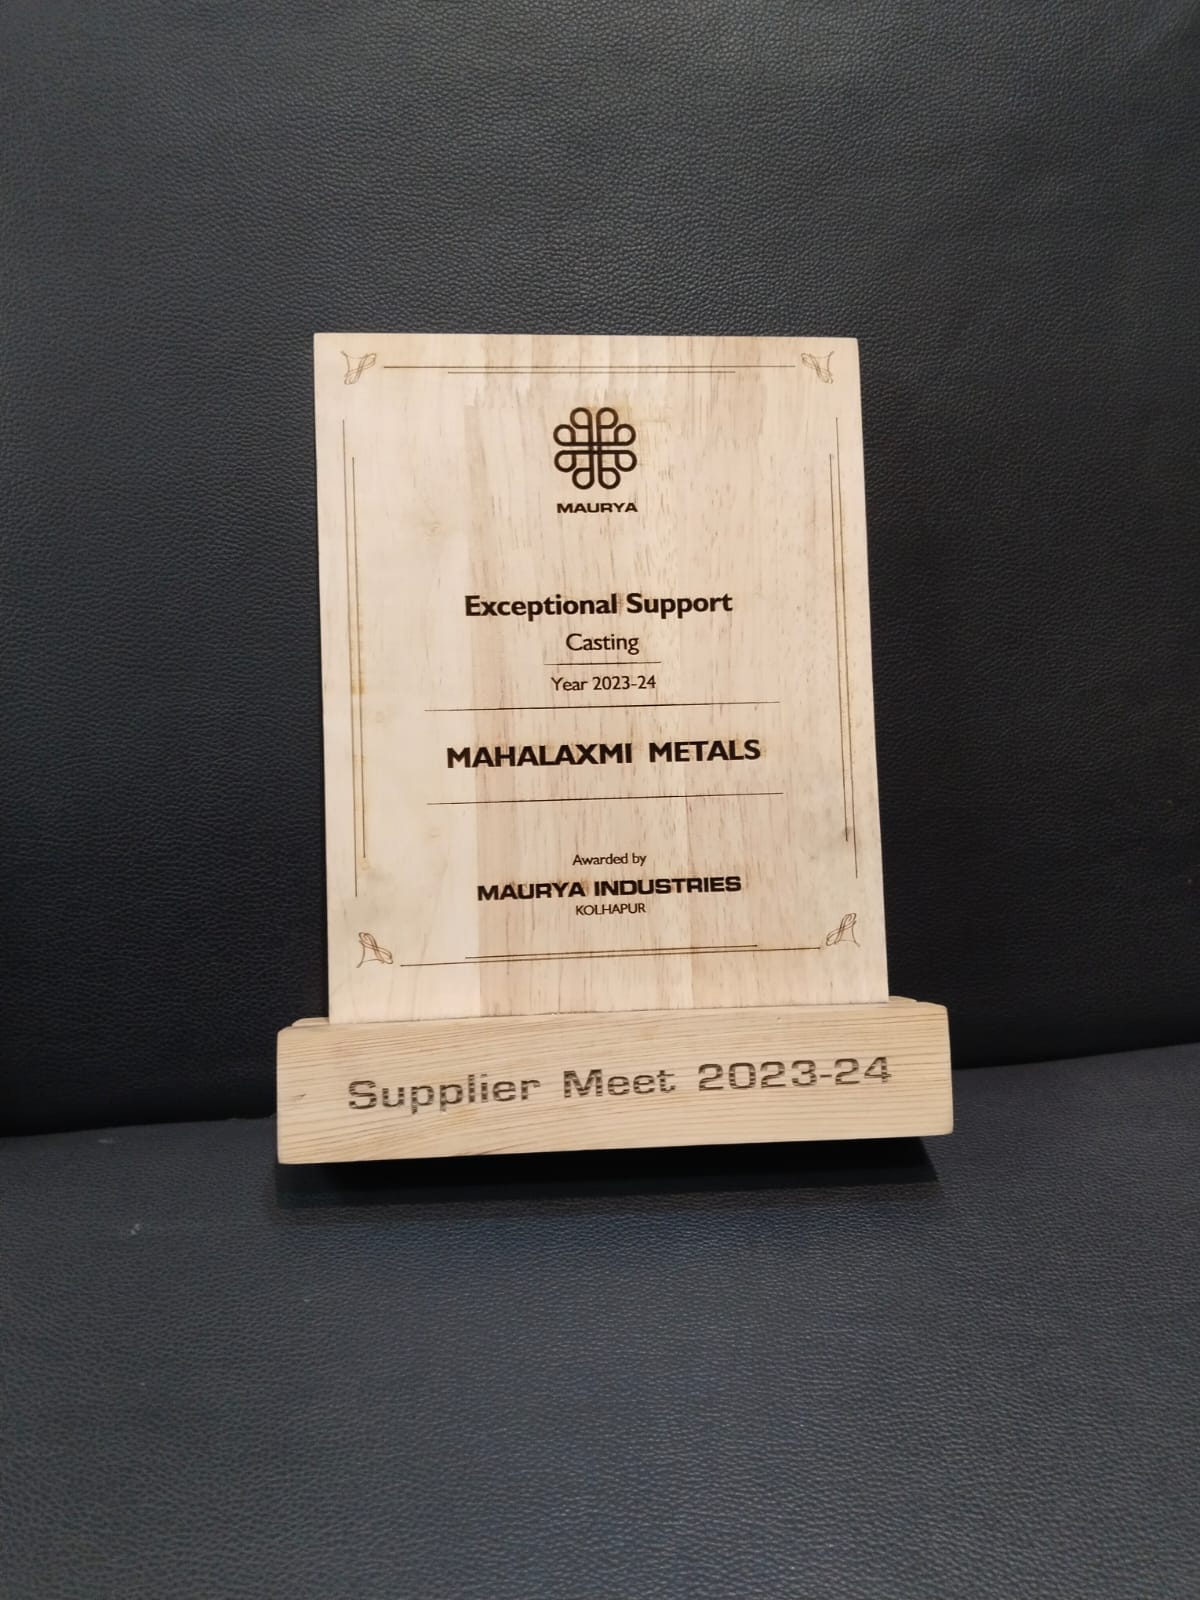 MAURYA
Exceptional Support
Casting
Year 2023-24
MAHALAXMI METALS
Awarded by
MAURYA INDUSTRIES
KOLHAPUR
Supplier Meet 2023-24